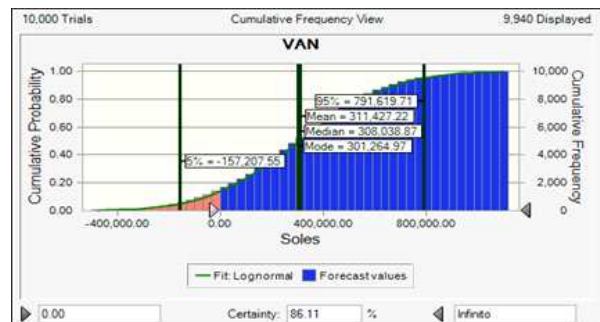 10,000 Trials Cumulative Frequency View 9,940 Displayed
VAN
Cumulative Probability
1.00
0.80
0.60
0.40
0.20
0.00
95% = 791,619.71
Mean = 311,427.22
Median = 308,038.87
Mode = 301,264.97
5% = -157,207.55
10,000
8,000
6,000
4,000
2,000
0
Cumulative Frequency
-400,000.00 0.00 400,000.00 800,000.00
Soles
Fit: Lognormal Forecast values
0.00 Certainty: 86.11 % Infinito